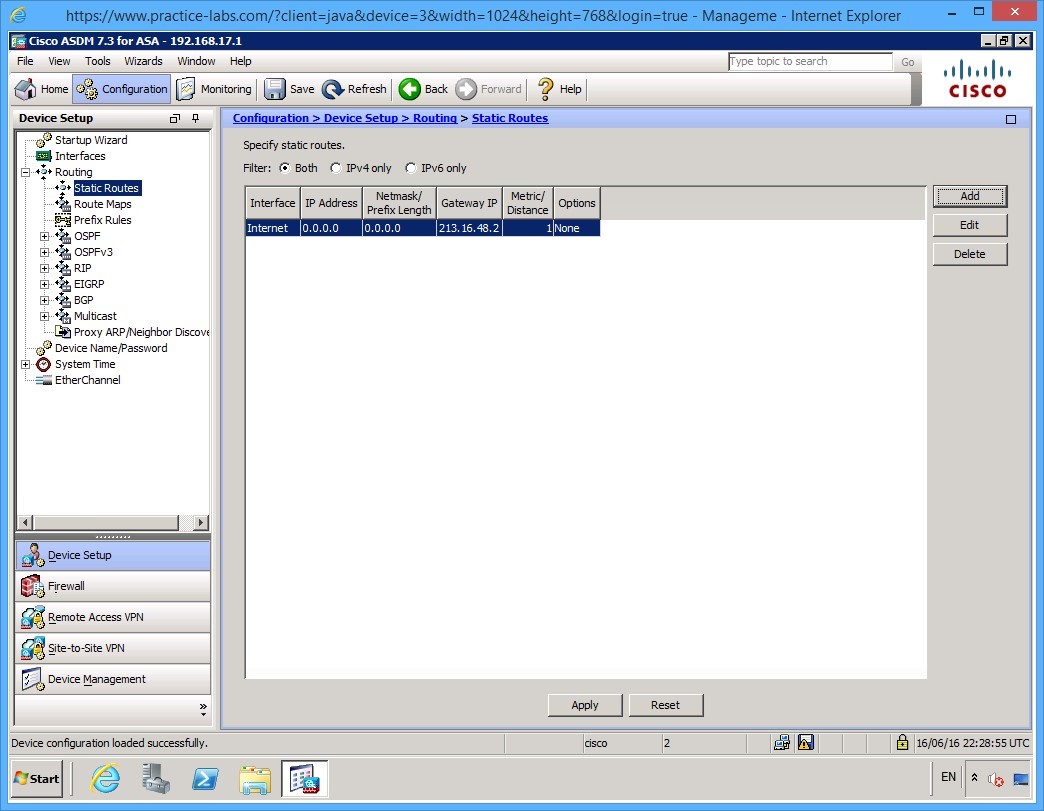 https://www.practice-labs.com/?client=java&device=3&width=1024&height=768&login=true - Manageme - Internet Explorer
Cisco ASDM 7.3 for ASA - 192.168.17.1
File View Tools Wizards Window Help
Type topic to search
Go
Home Configuration Monitoring Save Refresh Back Forward Help
CISCO
Device Setup
Startup Wizard
Interfaces
Routing
Static Routes
Route Maps
Prefix Rules
OSPF
OSPFv3
RIP
EIGRP
BGP
Multicast
Proxy ARP/Neighbor Discove
Device Name/Password
System Time
EtherChannel
Device Setup
Firewall
Remote Access VPN
Site-to-Site VPN
Device Management
Configuration > Device Setup > Routing > Static Routes
Specify static routes.
Filter: Both IPv4 only IPv6 only
Interface IP Address Netmask/ Prefix Length Gateway IP Metric/ Distance Options
Internet 0.0.0.0 0.0.0.0 213.16.48.2 1 None
Add
Edit
Delete
Apply Reset
Device configuration loaded successfully.
cisco 2 16/06/16 22:28:55 UTC
Start EN